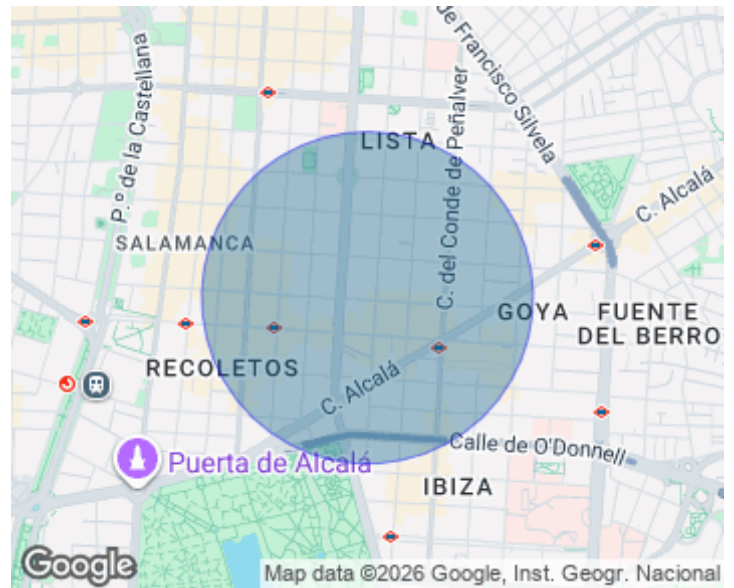 de Francisco Silvela
P.º de la Castellana
LISTA
C. del Conde de Peñalver
C. Alcalá
SALAMANCA
GOYA
FUENTE
DEL BERRO
RECOLETOS
C. Alcalá
Calle de O'Donnell
Puerta de Alcalá
IBIZA
Google
Map data ©2026 Google, Inst. Geogr. Nacional